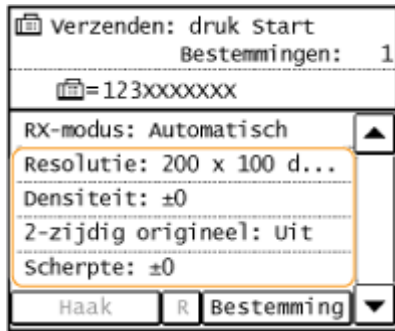 Verzenden: druk Start
Bestemmingen: 1
=123xxxxxxx
RX-modus: Automatisch
Resolutie: 200 x 100 d...
Densiteit: ±0
2-zijdig origineel: Uit
Scherpte: ±0
Haak R Bestemming